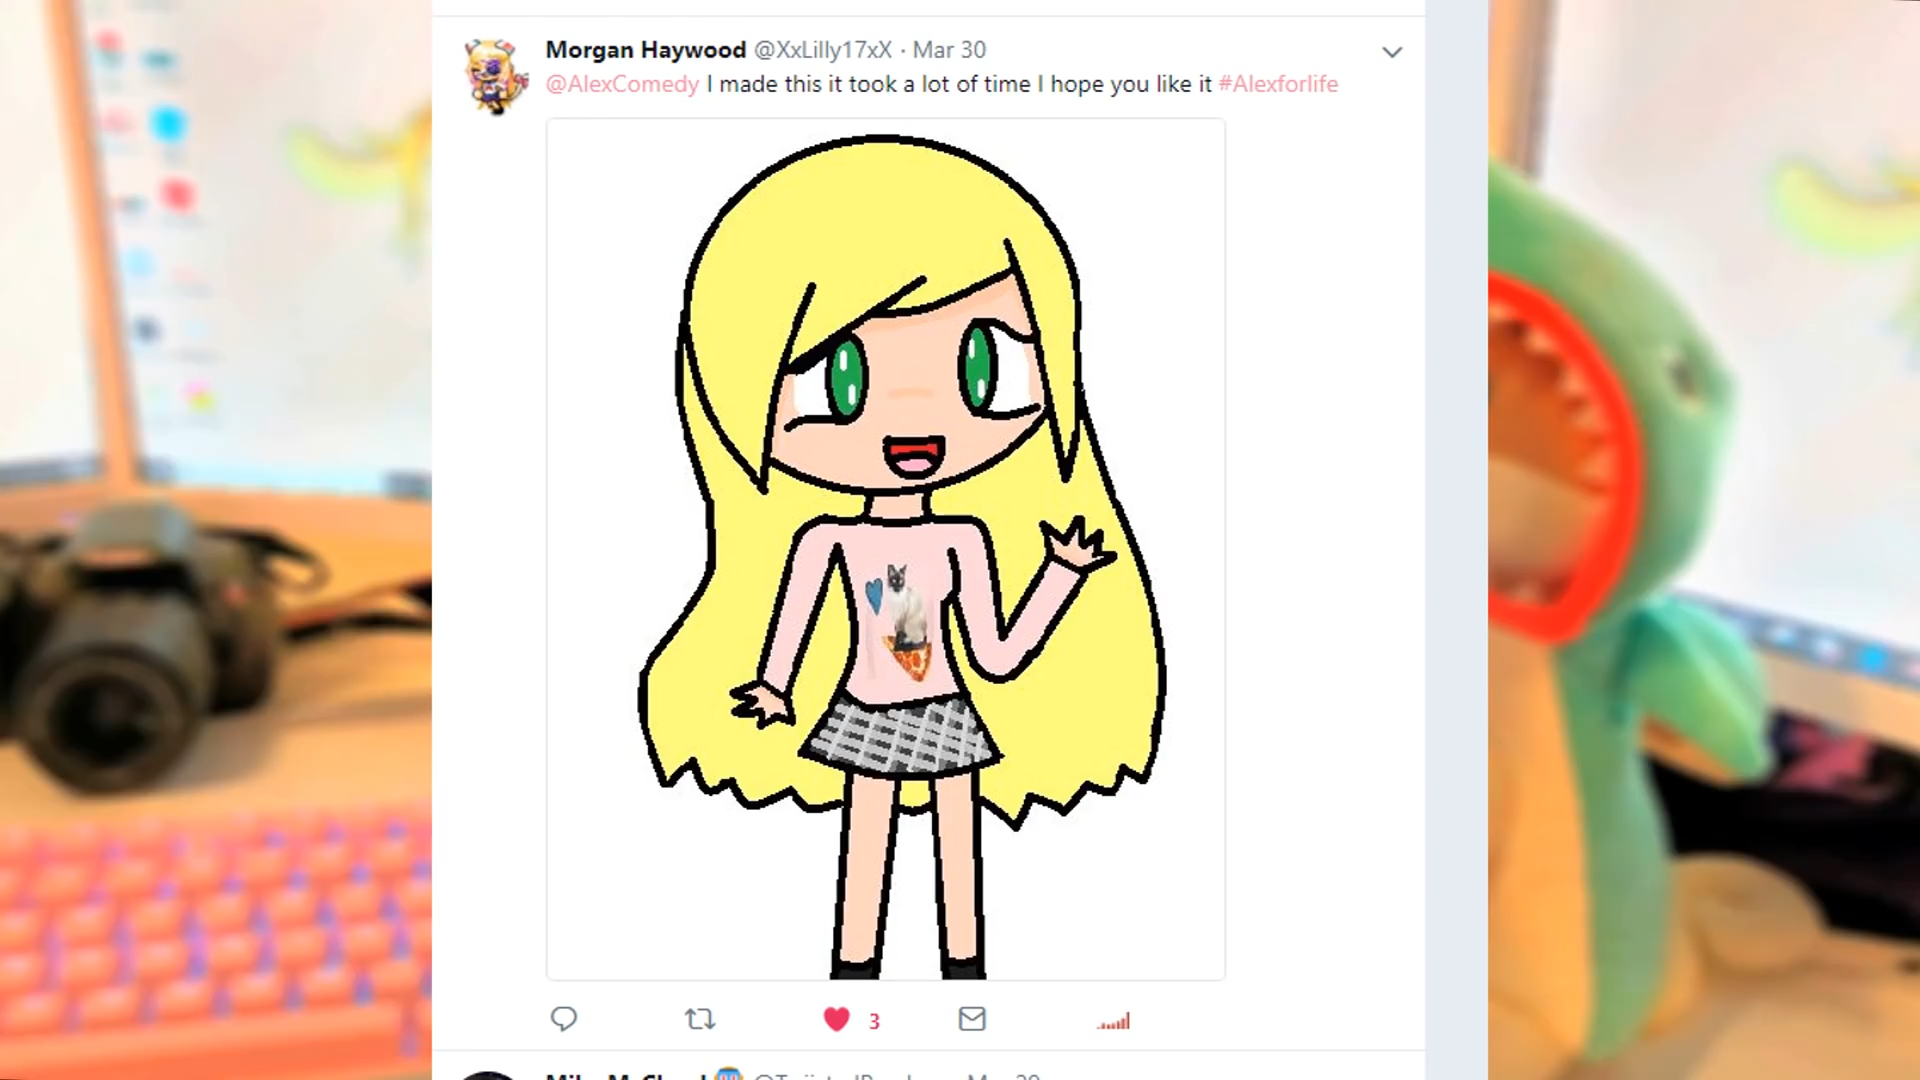 Morgan Haywood @XxLilly17xX · Mar 30
@AlexComedy I made this it took a lot of time I hope you like it #Alexforlife
3